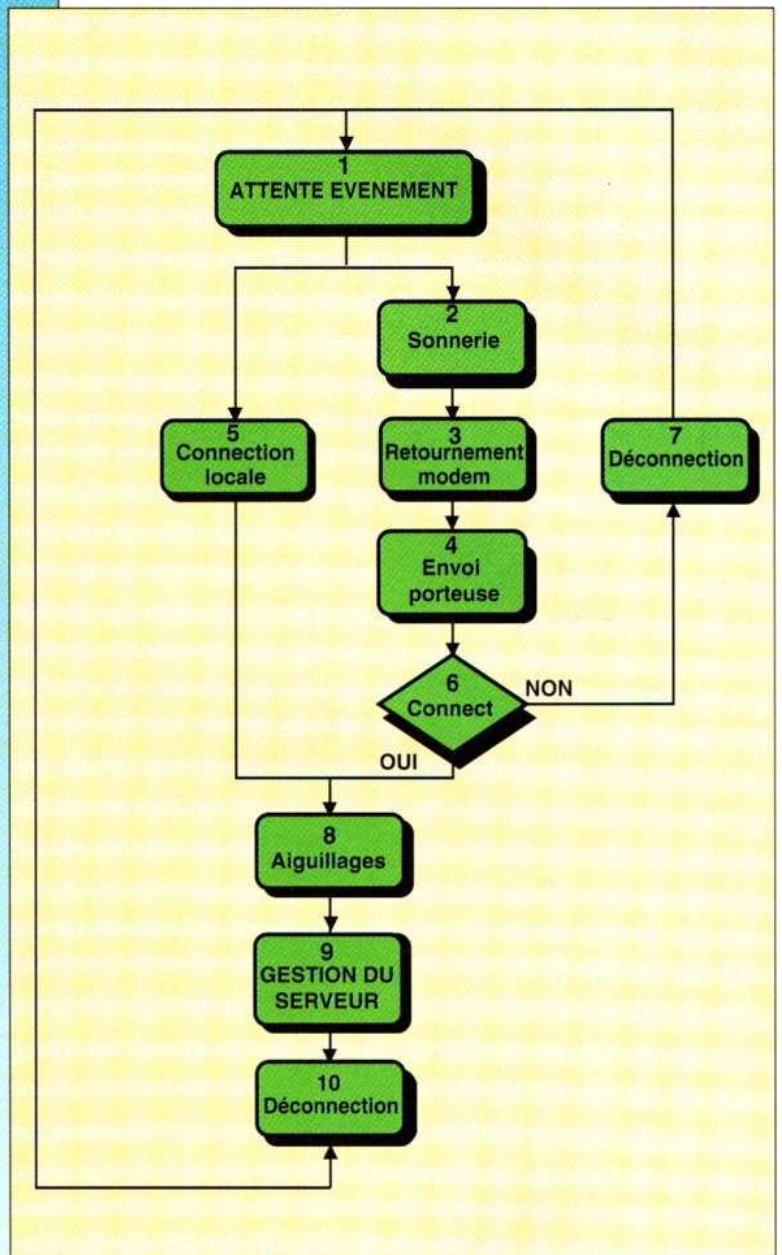 1
ATTENTE EVENEMENT
2
Sonnerie
3
Retournement
modem
4
Envoi
porteuse
5
Connection
locale
6
Connect
NON
OUI
7
Déconnection
8
Aiguillages
9
GESTION DU
SERVEUR
10
Déconnection